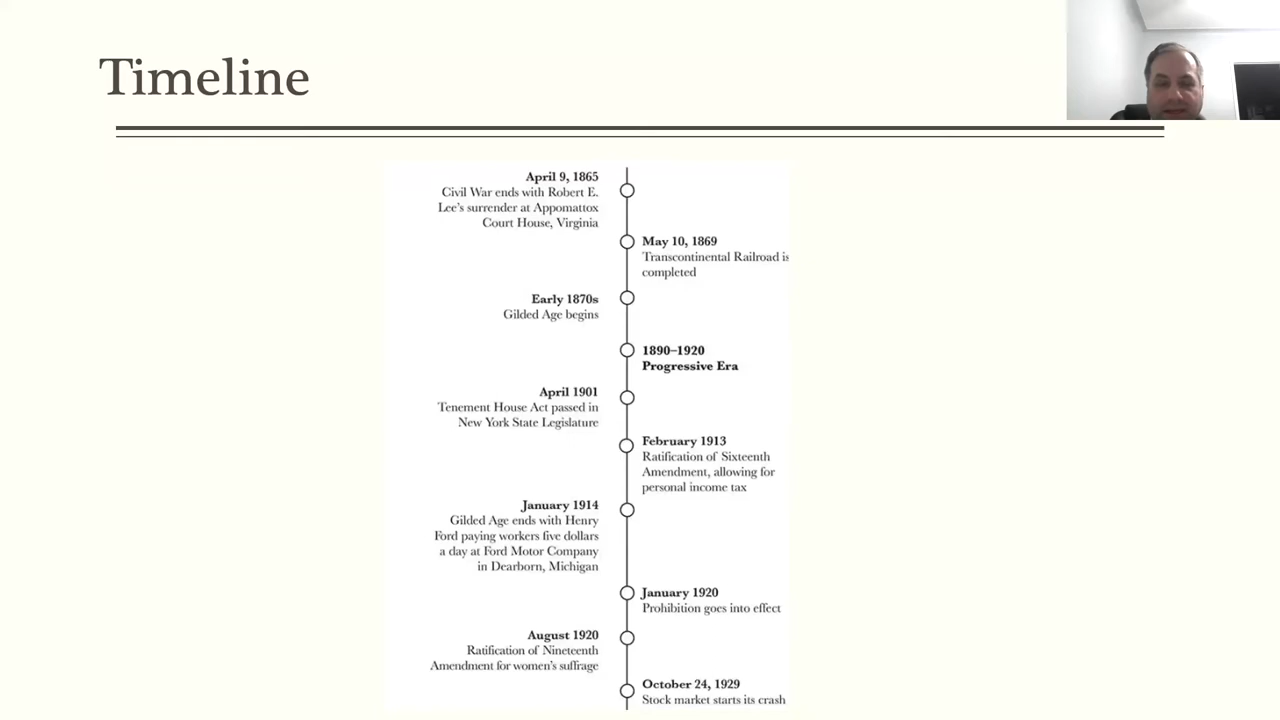 Timeline
April 9, 1865
Civil War ends with Robert E.
Lee's surrender at Appomattox
Court House, Virginia
May 10, 1869
Transcontinental Railroad is
completed
Early 1870s
Gilded Age begins
1890–1920
Progressive Era
April 1901
Tenement House Act passed in
New York State Legislature
February 1913
Ratification of Sixteenth
Amendment, allowing for
personal income tax
January 1914
Gilded Age ends with Henry
Ford paying workers five dollars
a day at Ford Motor Company
in Dearborn, Michigan
January 1920
Prohibition goes into effect
August 1920
Ratification of Nineteenth
Amendment for women's suffrage
October 24, 1929
Stock market starts its crash